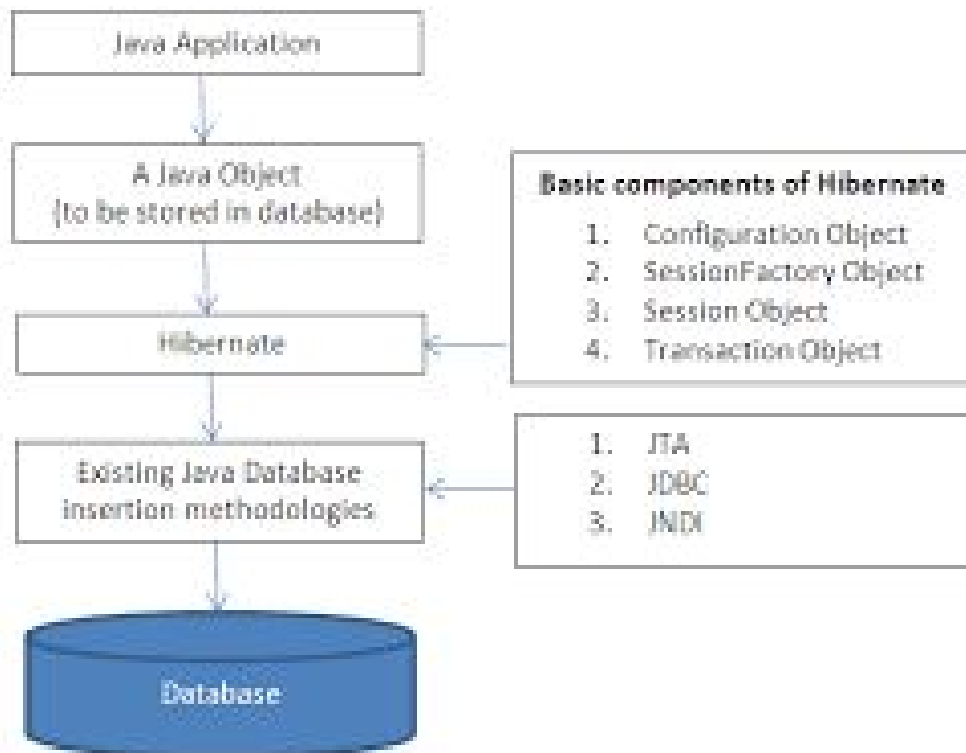 Java Application
A Java Object
(to be stored in database)
Hibernate
Existing Java Database
insertion methodologies
Database
Basic components of Hibernate
1. Configuration Object
2. SessionFactory Object
3. Session Object
4. Transaction Object
1. JTA
2. JDBC
3. JNDI